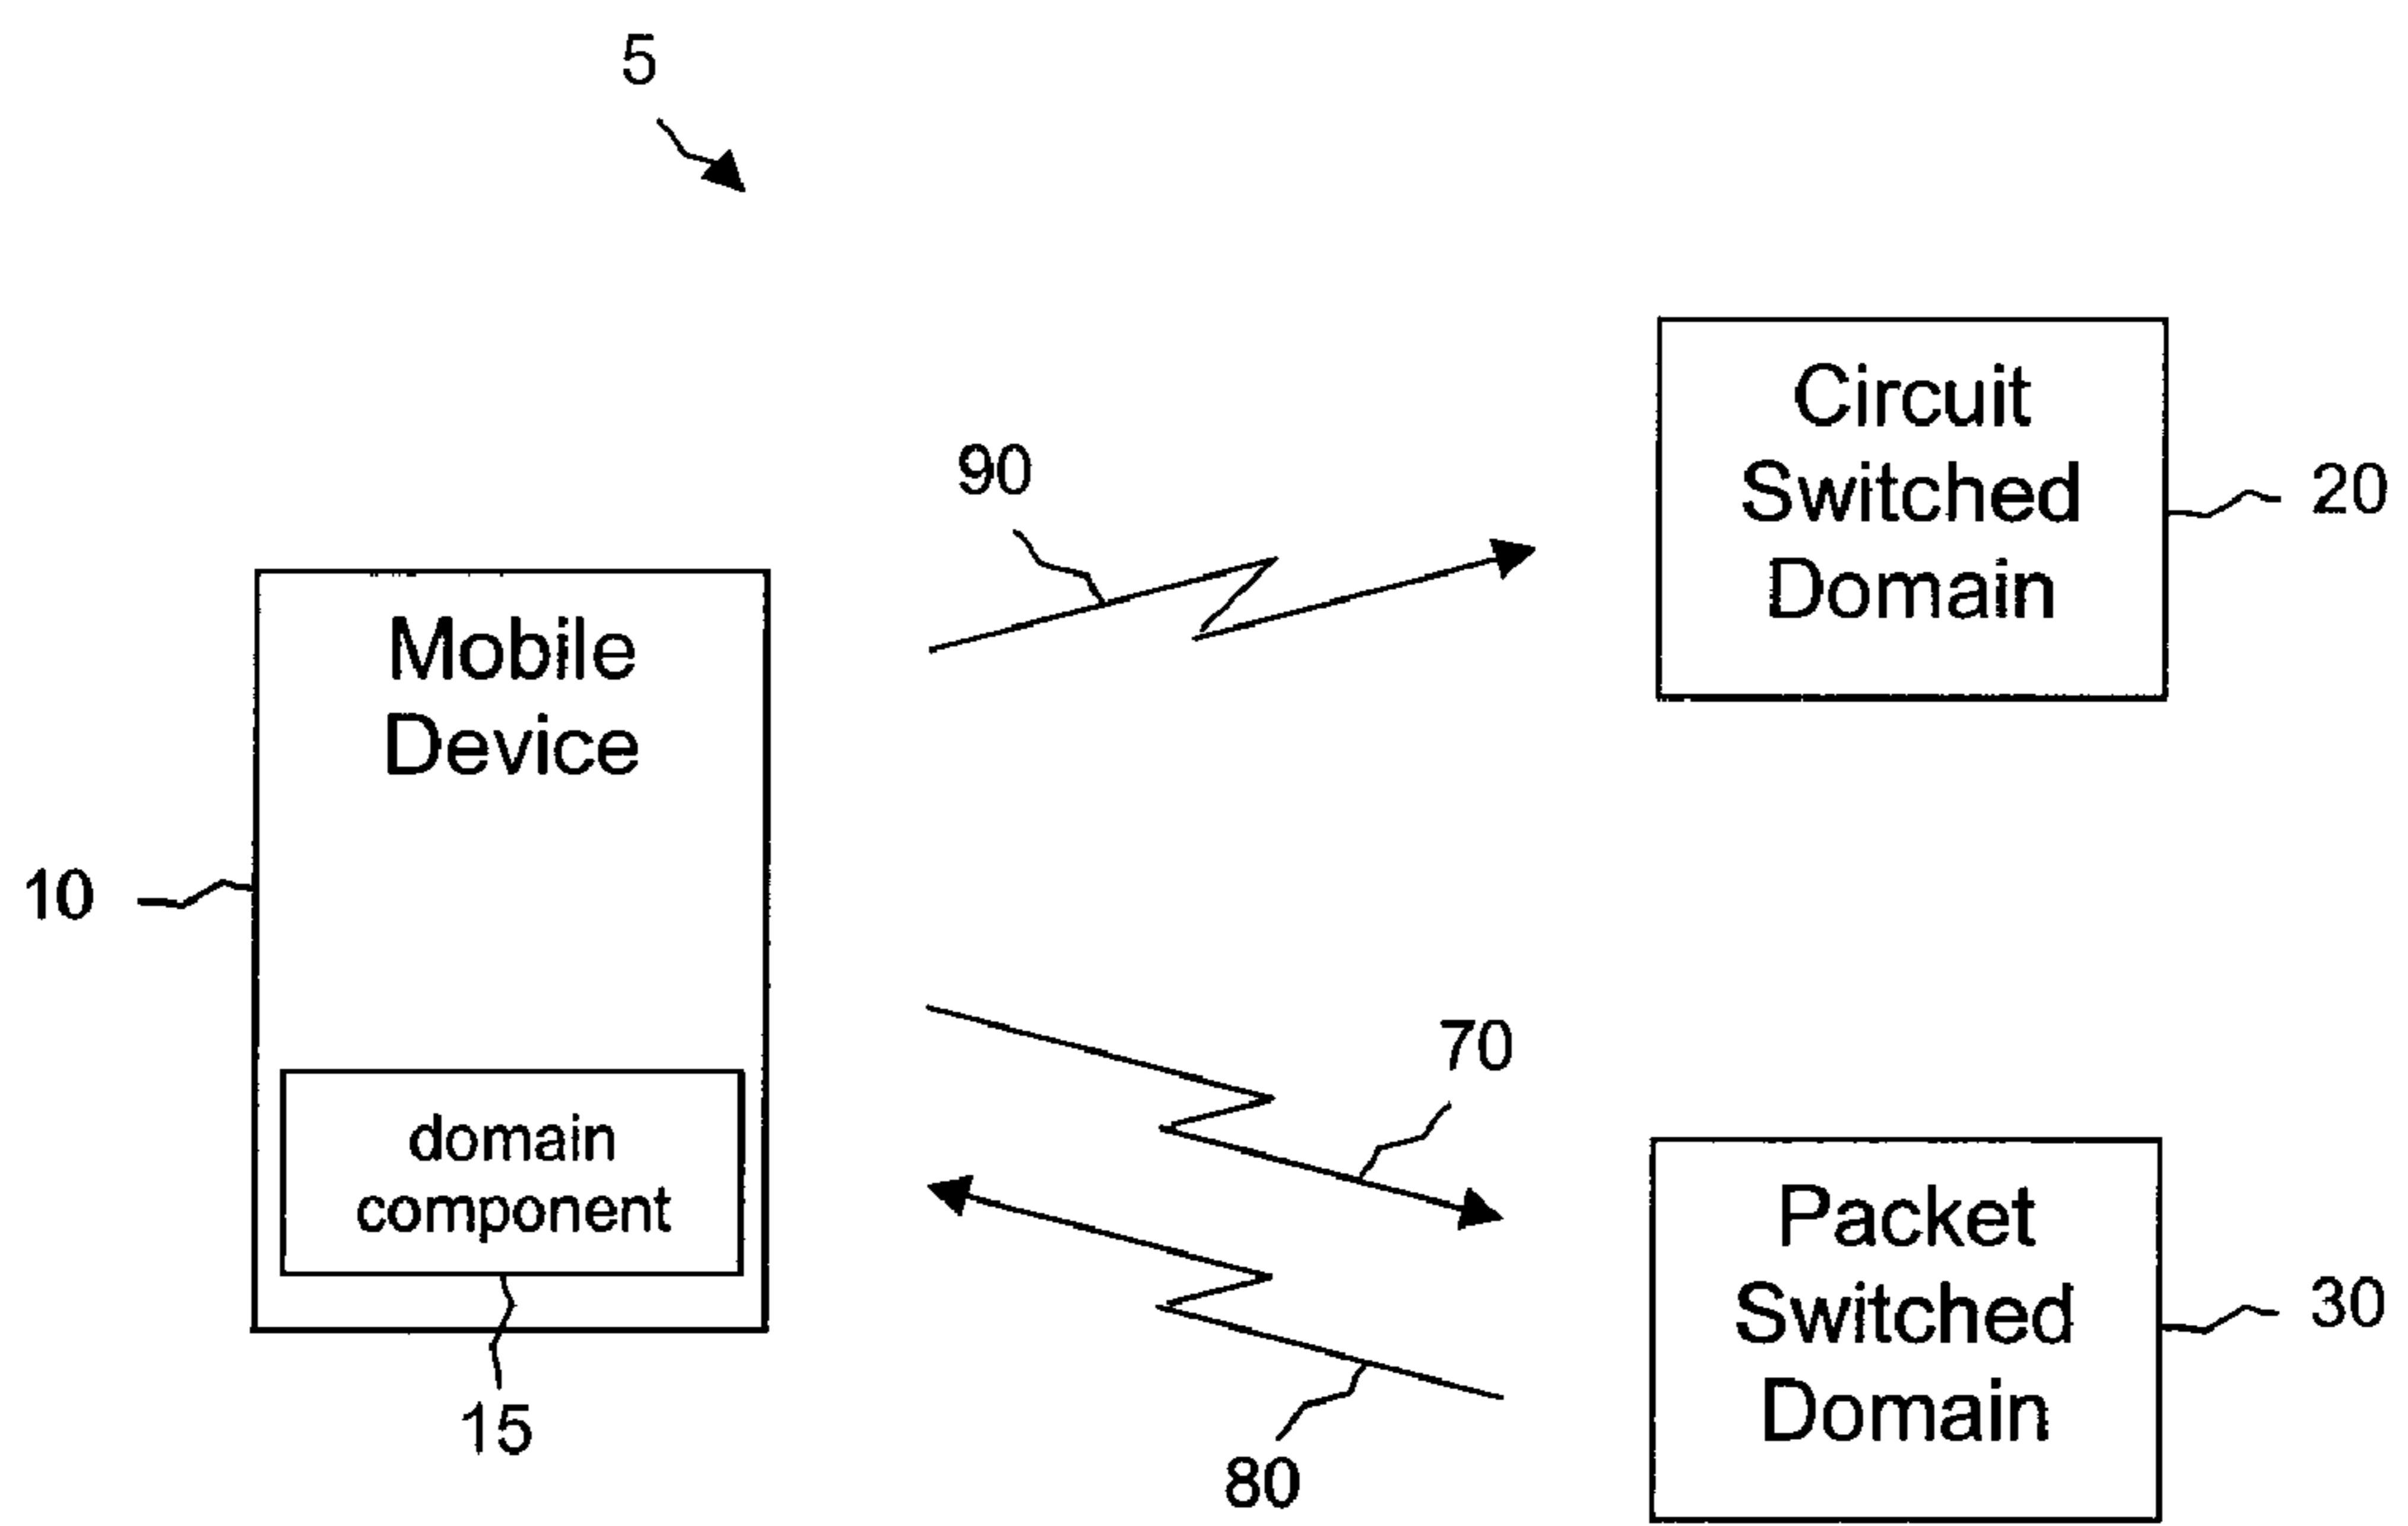 5
Circuit
Switched
Domain
20
90
Mobile
Device
10
70
domain
component
15
Packet
Switched
Domain
30
80